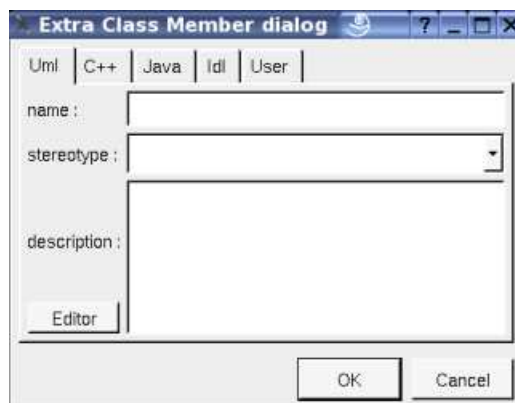 Extra Class Member dialog ?
Uml C++ Java Idl User
name :
stereotype :
description :
Editor
OK Cancel